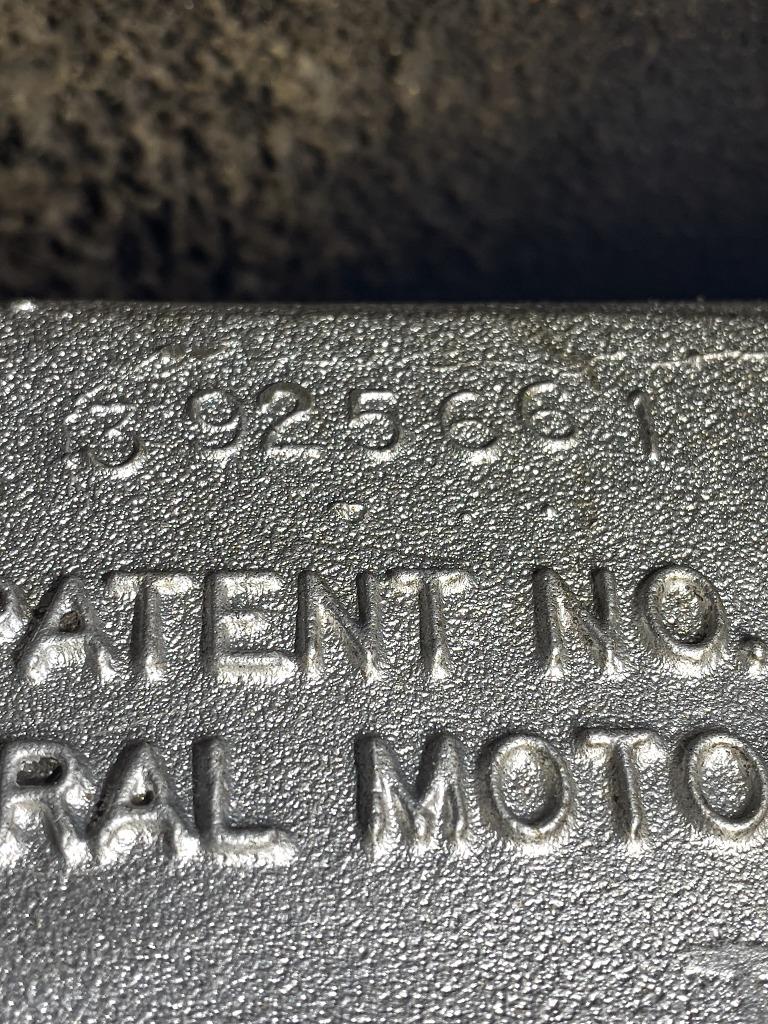 3925661
PATENT NO.
RAL MOTO